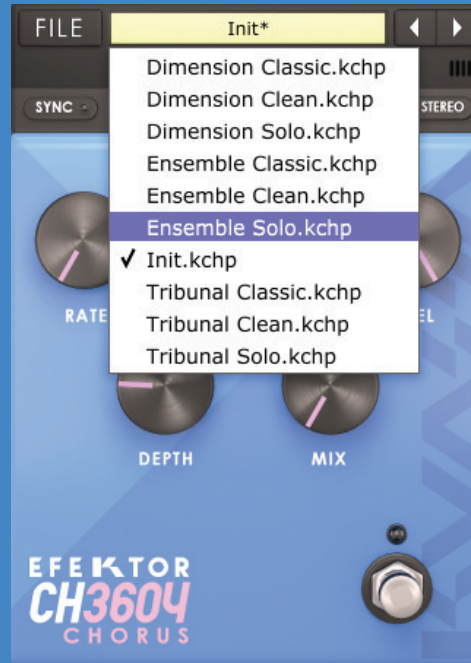 FILE
Init*
Dimension Classic.kchp
Dimension Clean.kchp
Dimension Solo.kchp
Ensemble Classic.kchp
Ensemble Clean.kchp
Ensemble Solo.kchp
✓ Init.kchp
Tribunal Classic.kchp
Tribunal Clean.kchp
Tribunal Solo.kchp
SYNC
STEREO
RATE
EL
DEPTH
MIX
EFEKTOR
CH3604
CHORUS